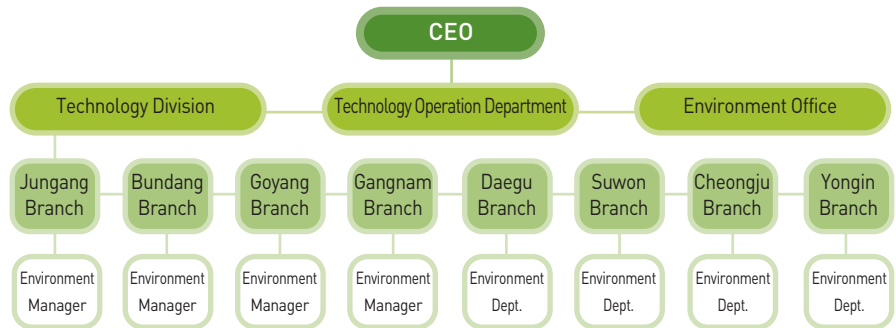 CEO
Technology Division
Technology Operation Department
Environment Office
Jungang
Branch
Bundang
Branch
Goyang
Branch
Gangnam
Branch
Daegu
Branch
Suwon
Branch
Cheongju
Branch
Yongin
Branch
Environment
Manager
Environment
Manager
Environment
Manager
Environment
Manager
Environment
Dept.
Environment
Dept.
Environment
Dept.
Environment
Dept.